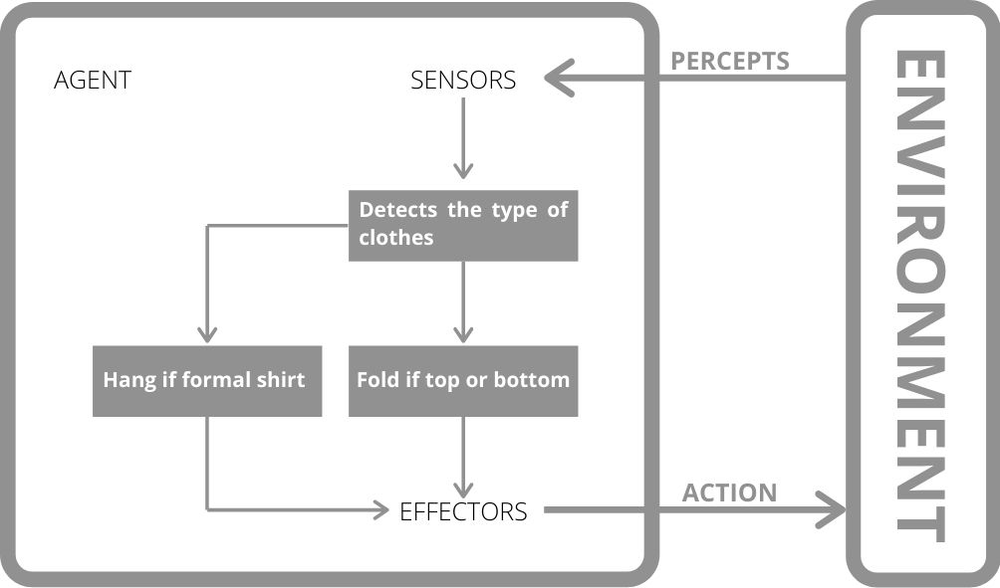 AGENT
SENSORS
PERCEPTS
Detects the type of
clothes
Hang if formal shirt
Fold if top or bottom
EFFECTORS
ACTION
ENVIRONMENT